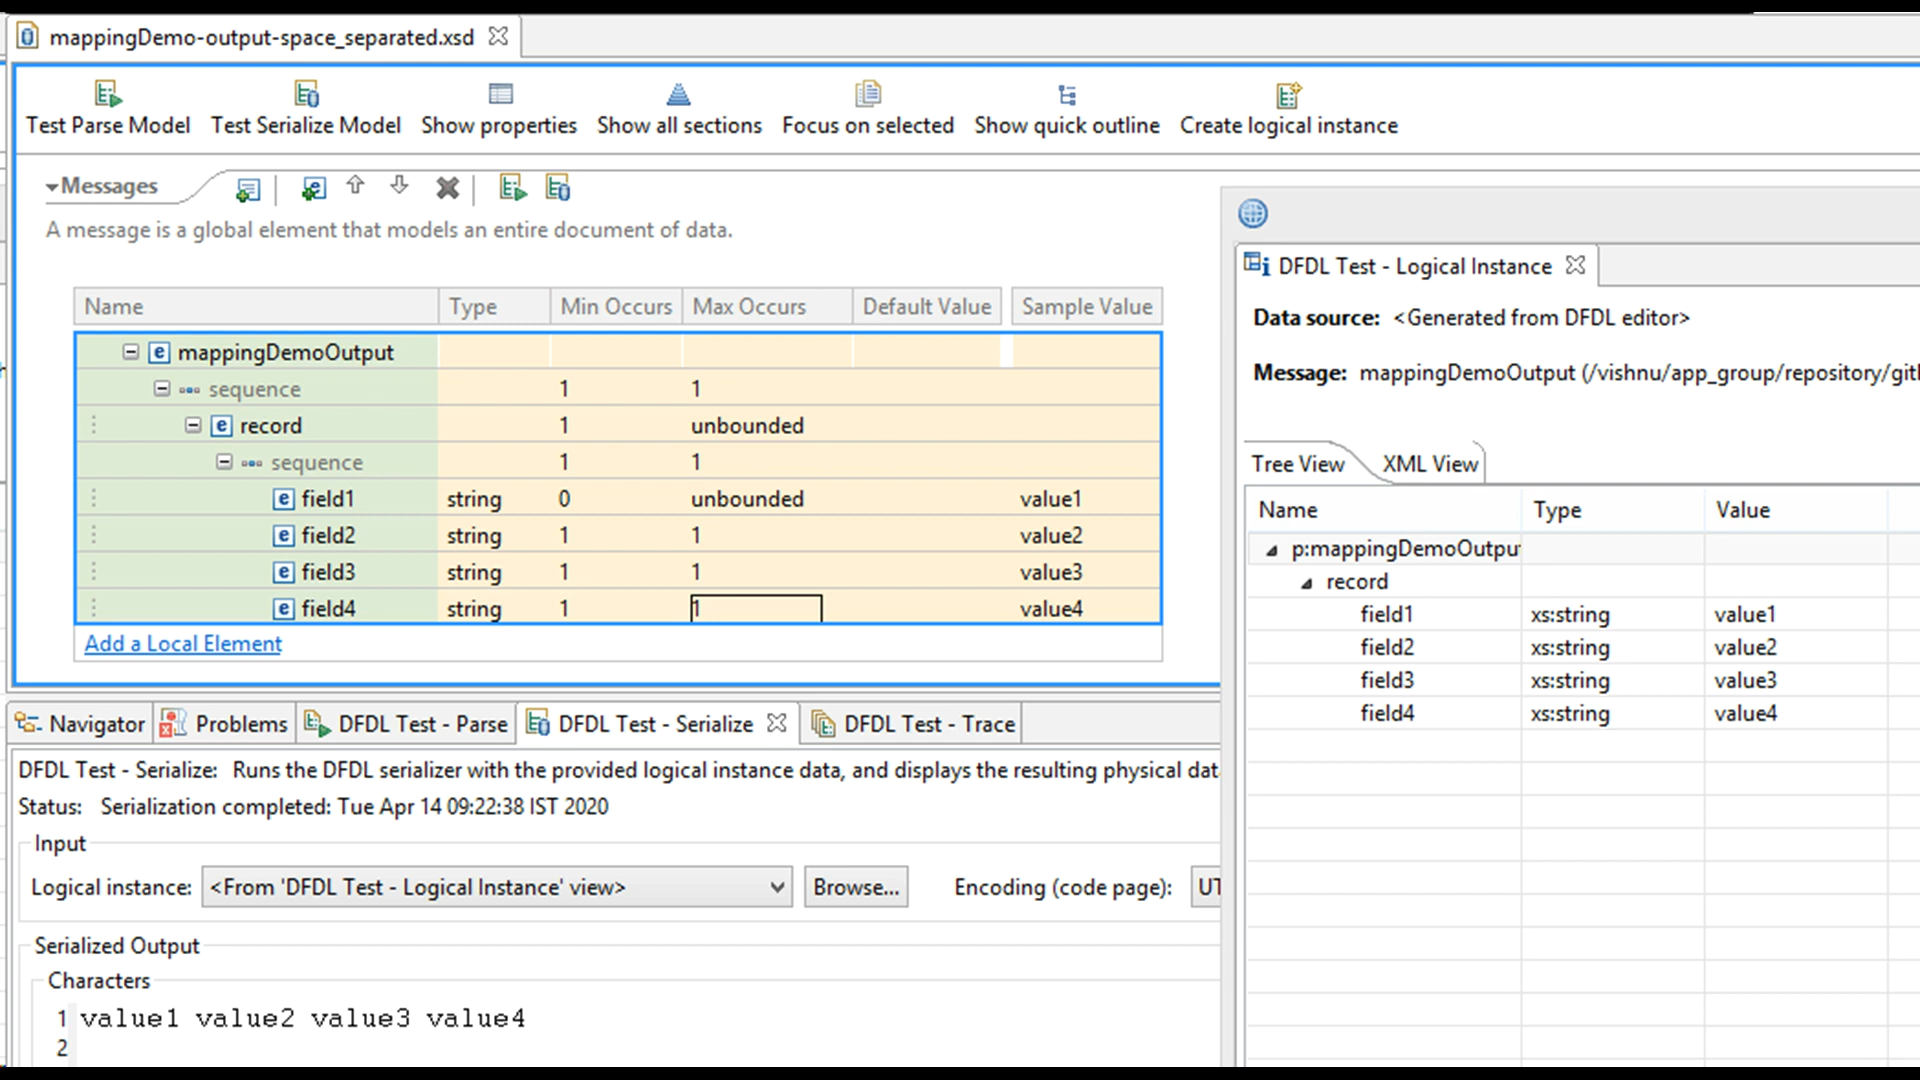 mappingDemo-output-space_separated.xsd
Test Parse Model Test Serialize Model Show properties Show all sections Focus on selected Show quick outline Create logical instance
Messages
A message is a global element that models an entire document of data.
Name Type Min Occurs Max Occurs Default Value Sample Value
mappingDemoOutput
sequence 1 1
record 1 unbounded
sequence 1 1
field1 string 0 unbounded value1
field2 string 1 1 value2
field3 string 1 1 value3
field4 string 1 1 value4
Add a Local Element
DFDL Test - Logical Instance
Data source: <Generated from DFDL editor>
Message: mappingDemoOutput (/vishnu/app_group/repository/git
Tree View XML View
Name Type Value
p:mappingDemoOutpu
record
field1 xs:string value1
field2 xs:string value2
field3 xs:string value3
field4 xs:string value4
Navigator Problems DFDL Test - Parse DFDL Test - Serialize DFDL Test - Trace
DFDL Test - Serialize: Runs the DFDL serializer with the provided logical instance data, and displays the resulting physical dat
Status: Serialization completed: Tue Apr 14 09:22:38 IST 2020
Input
Logical instance: <From 'DFDL Test - Logical Instance' view> Browse... Encoding (code page): UT
Serialized Output
Characters
1 value1 value2 value3 value4
2